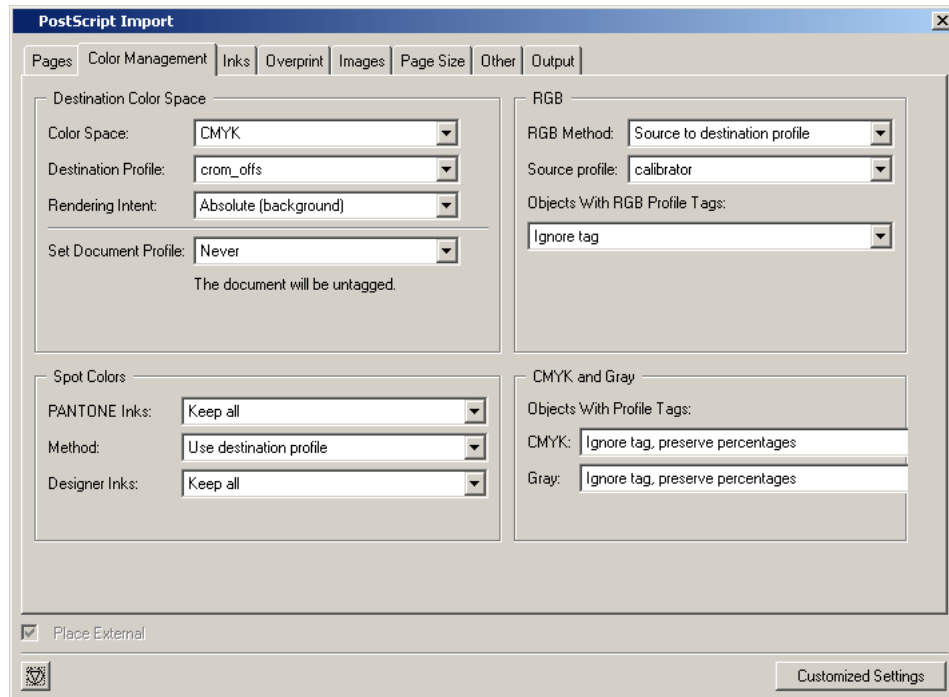 PostScript Import
Pages Color Management Inks Overprint Images Page Size Other Output
Destination Color Space
Color Space: CMYK
Destination Profile: crom_offs
Rendering Intent: Absolute (background)
Set Document Profile: Never
The document will be untagged.
RGB
RGB Method: Source to destination profile
Source profile: calibrator
Objects With RGB Profile Tags:
Ignore tag
Spot Colors
PANTONE Inks: Keep all
Method: Use destination profile
Designer Inks: Keep all
CMYK and Gray
Objects With Profile Tags:
CMYK: Ignore tag, preserve percentages
Gray: Ignore tag, preserve percentages
Place External
Customized Settings